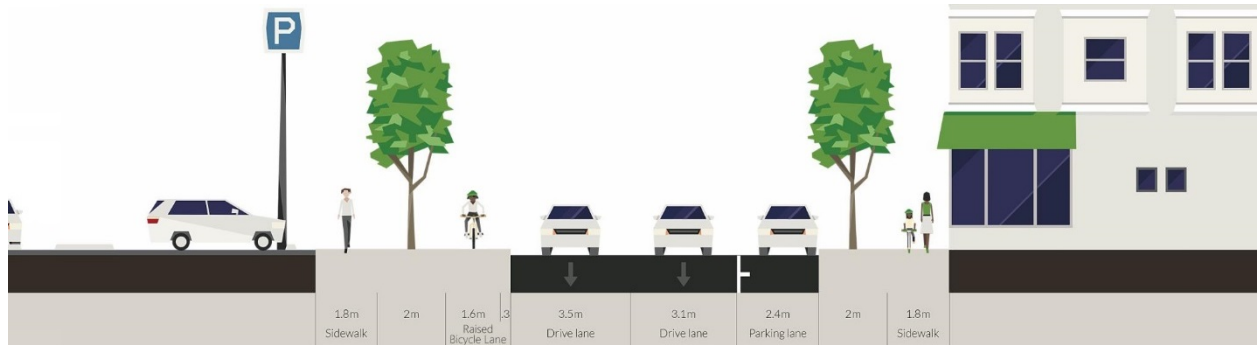 P
1.8m
Sidewalk
2m
1.6m
Raised
Bicycle Lane
.3
3.5m
Drive lane
3.1m
Drive lane
2.4m
Parking lane
2m
1.8m
Sidewalk